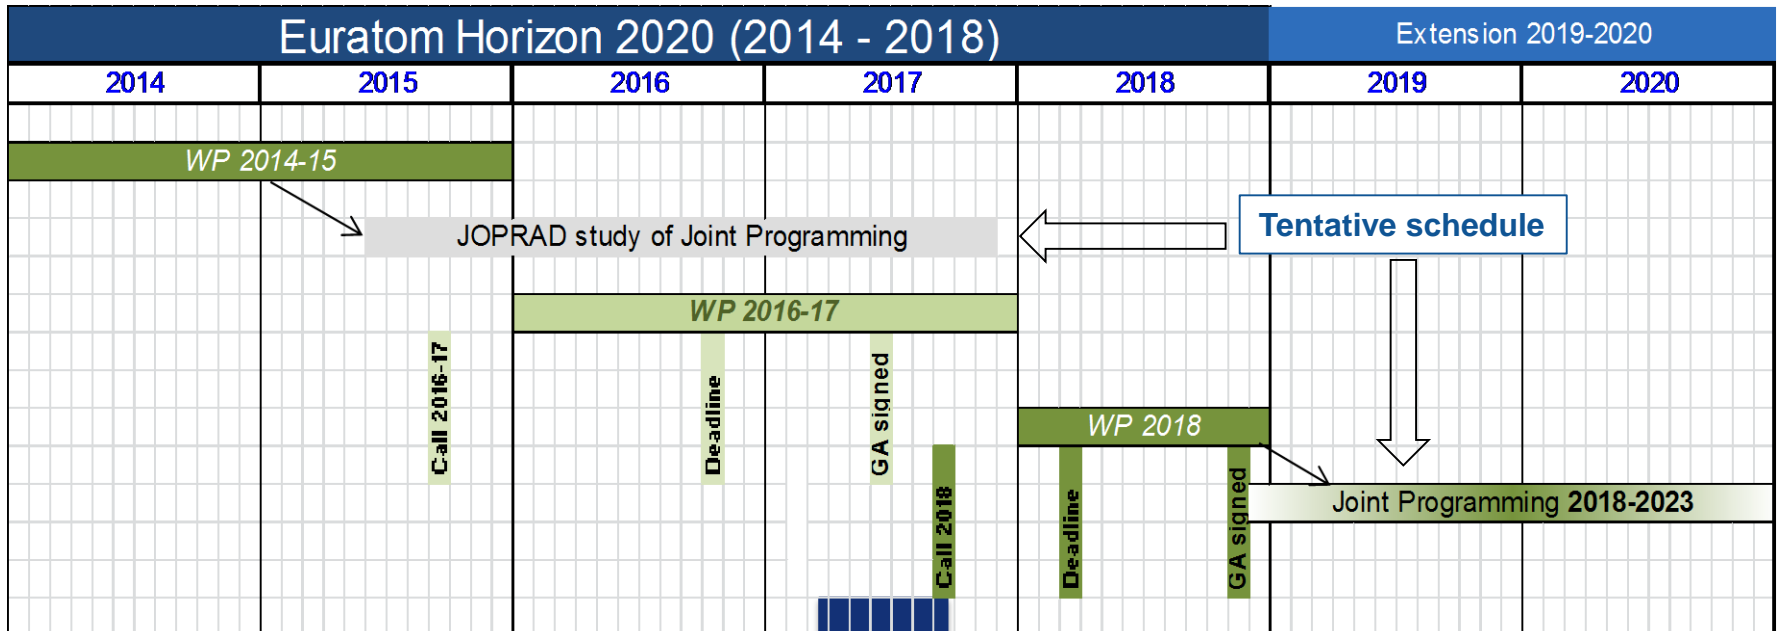 Euratom Horizon 2020 (2014 - 2018)
Extension 2019-2020
2014
2015
2016
2017
2018
2019
2020
WP 2014-15
JOPRAD study of Joint Programming
Tentative schedule
WP 2016-17
Call 2016-17
Deadline
GA signed
WP 2018
Call 2018
Deadline
GA signed
Joint Programming 2018-2023